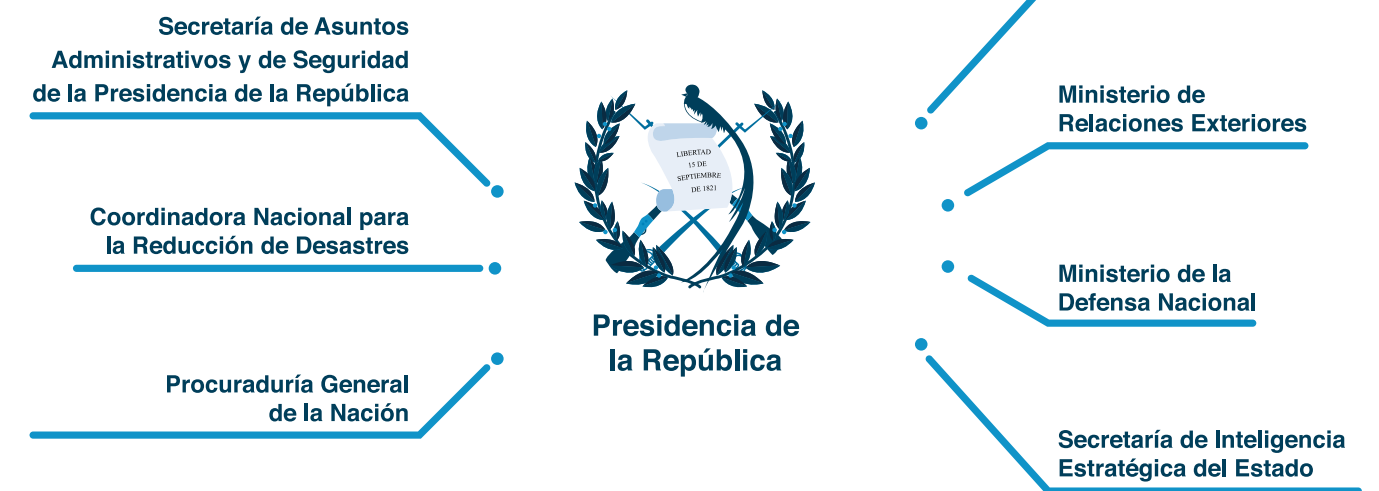 Secretaría de Asuntos
Administrativos y de Seguridad
de la Presidencia de la República
Coordinadora Nacional para
la Reducción de Desastres
Procuraduría General
de la Nación
LIBERTAD
15 DE
SEPTIEMBRE
DE 1821
Presidencia de
la República
Ministerio de
Relaciones Exteriores
Ministerio de la
Defensa Nacional
Secretaría de Inteligencia
Estratégica del Estado